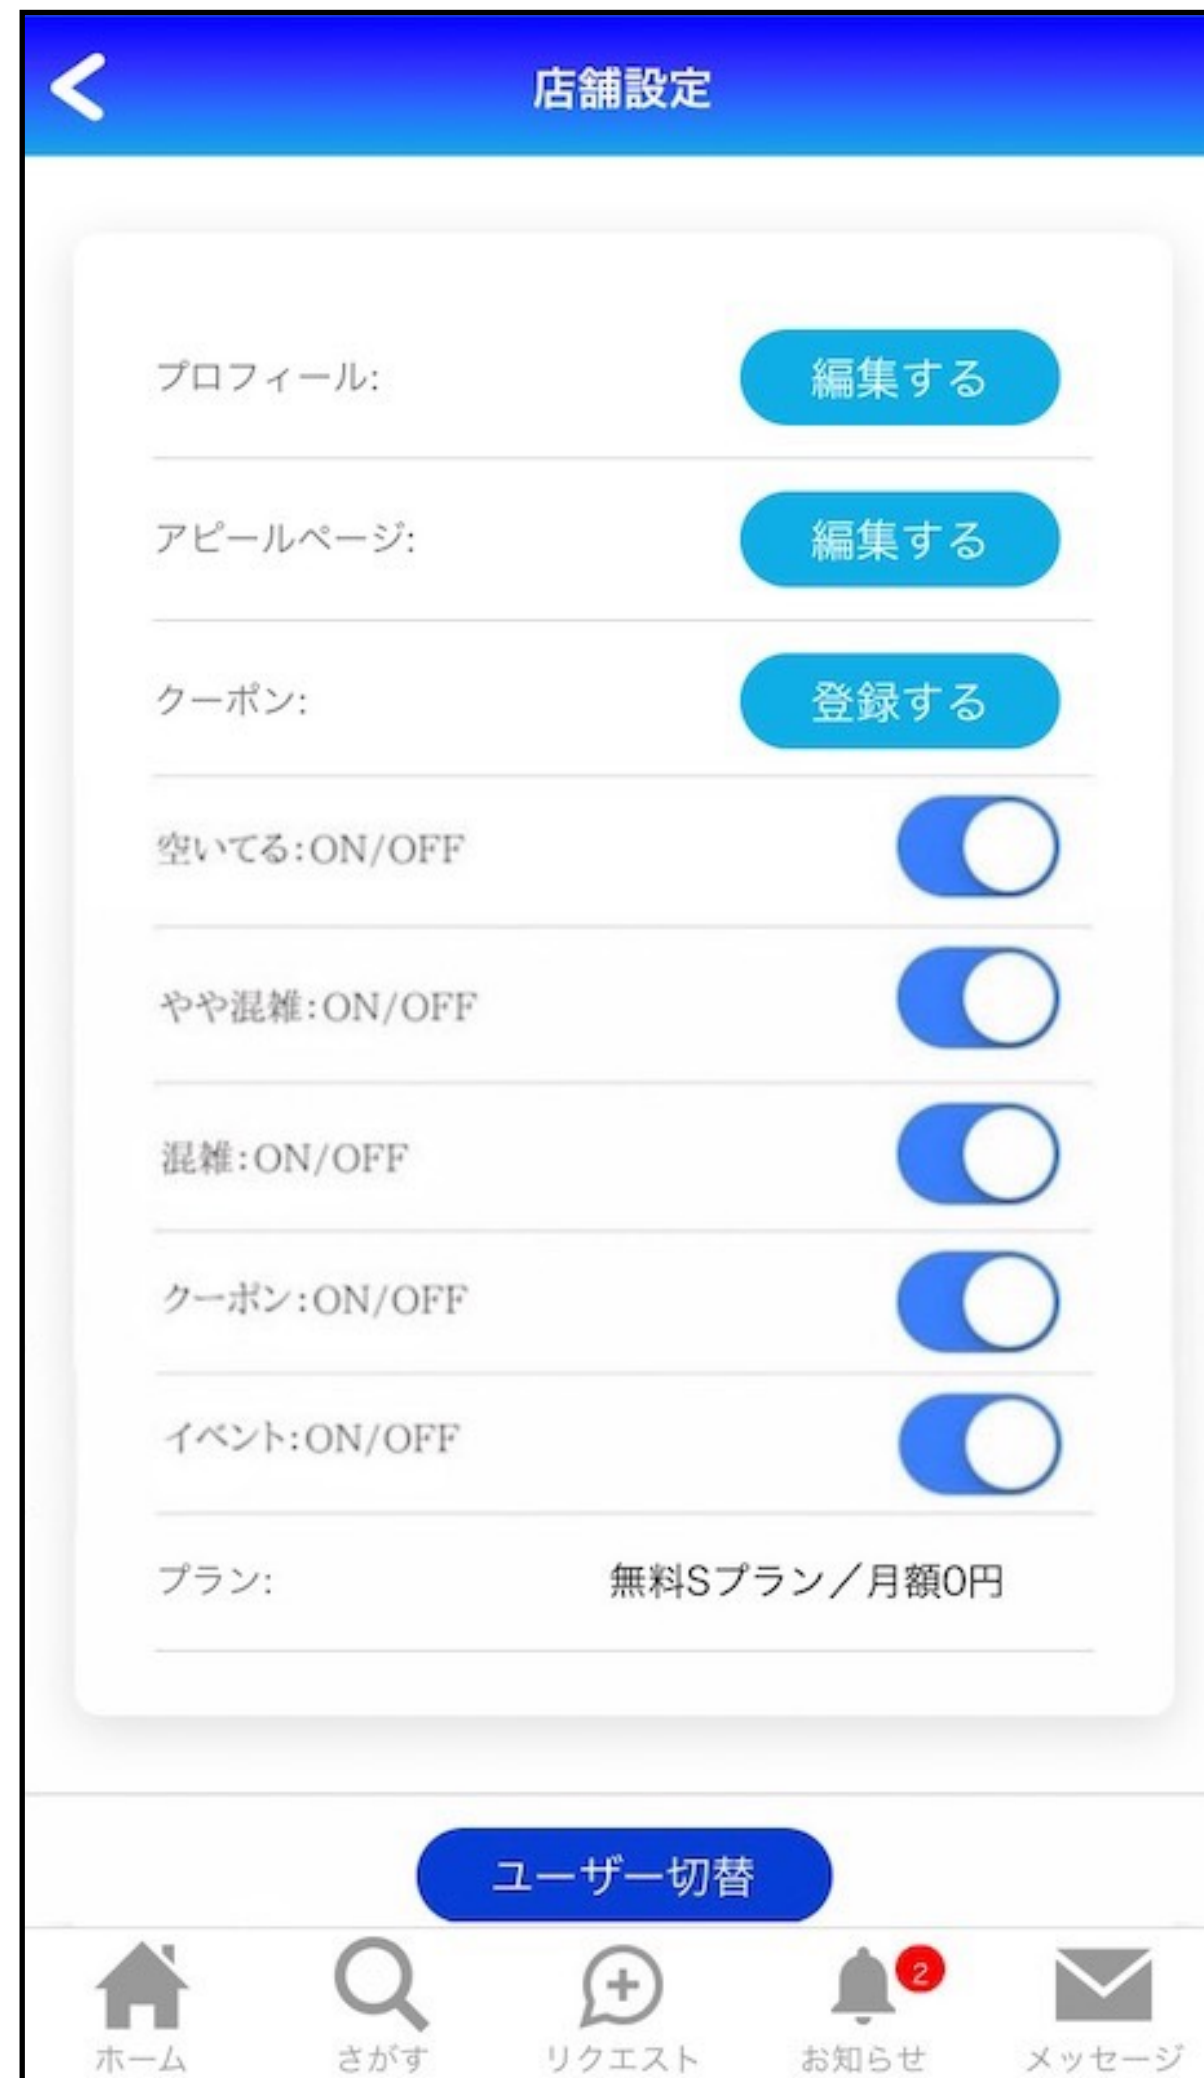 店舗設定
プロフィール: 編集する
アピールページ: 編集する
クーポン: 登録する
空いてる:ON/OFF
やや混雑:ON/OFF
混雑:ON/OFF
クーポン:ON/OFF
イベント:ON/OFF
プラン: 無料Sプラン／月額0円
ユーザー切替
2
ホーム さがす リクエスト お知らせ メッセージ